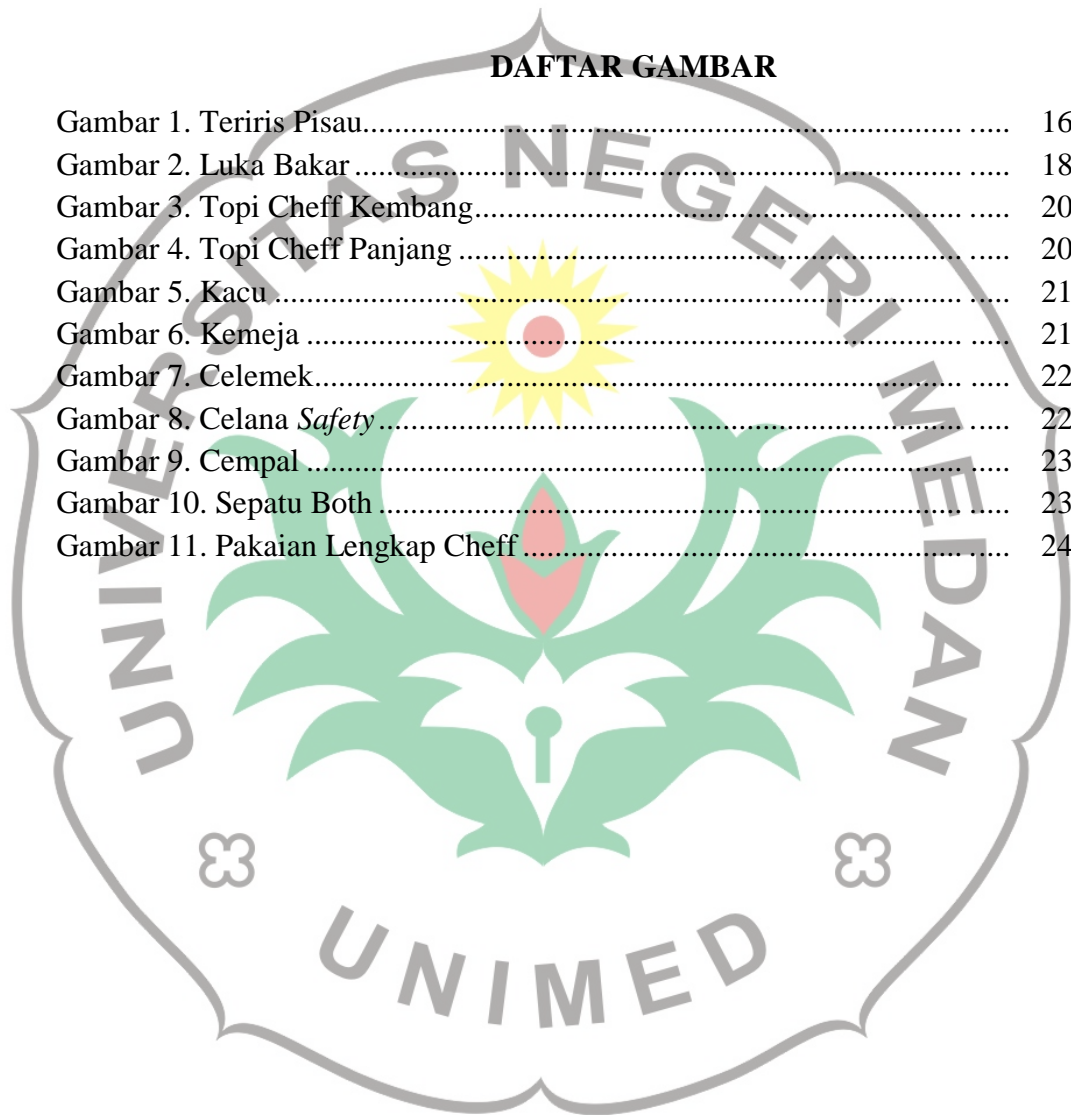 DAFTAR GAMBAR
Gambar 1. Teriris Pisau.......................................................................... ..... 16
Gambar 2. Luka Bakar ........................................................................... ..... 18
Gambar 3. Topi Cheff Kembang............................................................. ..... 20
Gambar 4. Topi Cheff Panjang ............................................................... ..... 20
Gambar 5. Kacu ...................................................................................... ..... 21
Gambar 6. Kemeja .................................................................................. ..... 21
Gambar 7. Celemek................................................................................. ..... 22
Gambar 8. Celana Safety......................................................................... ..... 22
Gambar 9. Cempal ........................................................................................ 23
Gambar 10. Sepatu Both ............................................................................... 23
Gambar 11. Pakaian Lengkap Cheff ............................................................. 24
UNIVERSITAS NEGERI MEDAN
UNIMED